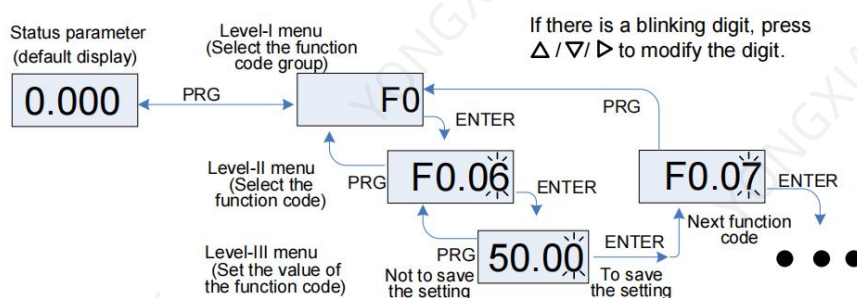 Status parameter
(default display)
0.000
PRG
Level-I menu
(Select the function
code group)
F0
ENTER
If there is a blinking digit, press
△ /▽/ ▷ to modify the digit.
PRG
Level-II menu
(Select the
function code)
PRG
F0.06
ENTER
F0.07
ENTER
Next function
code
Level-III menu
(Set the value of
the function code)
PRG
Not to save
the setting
50.00
ENTER
To save
the setting
YONGXIA